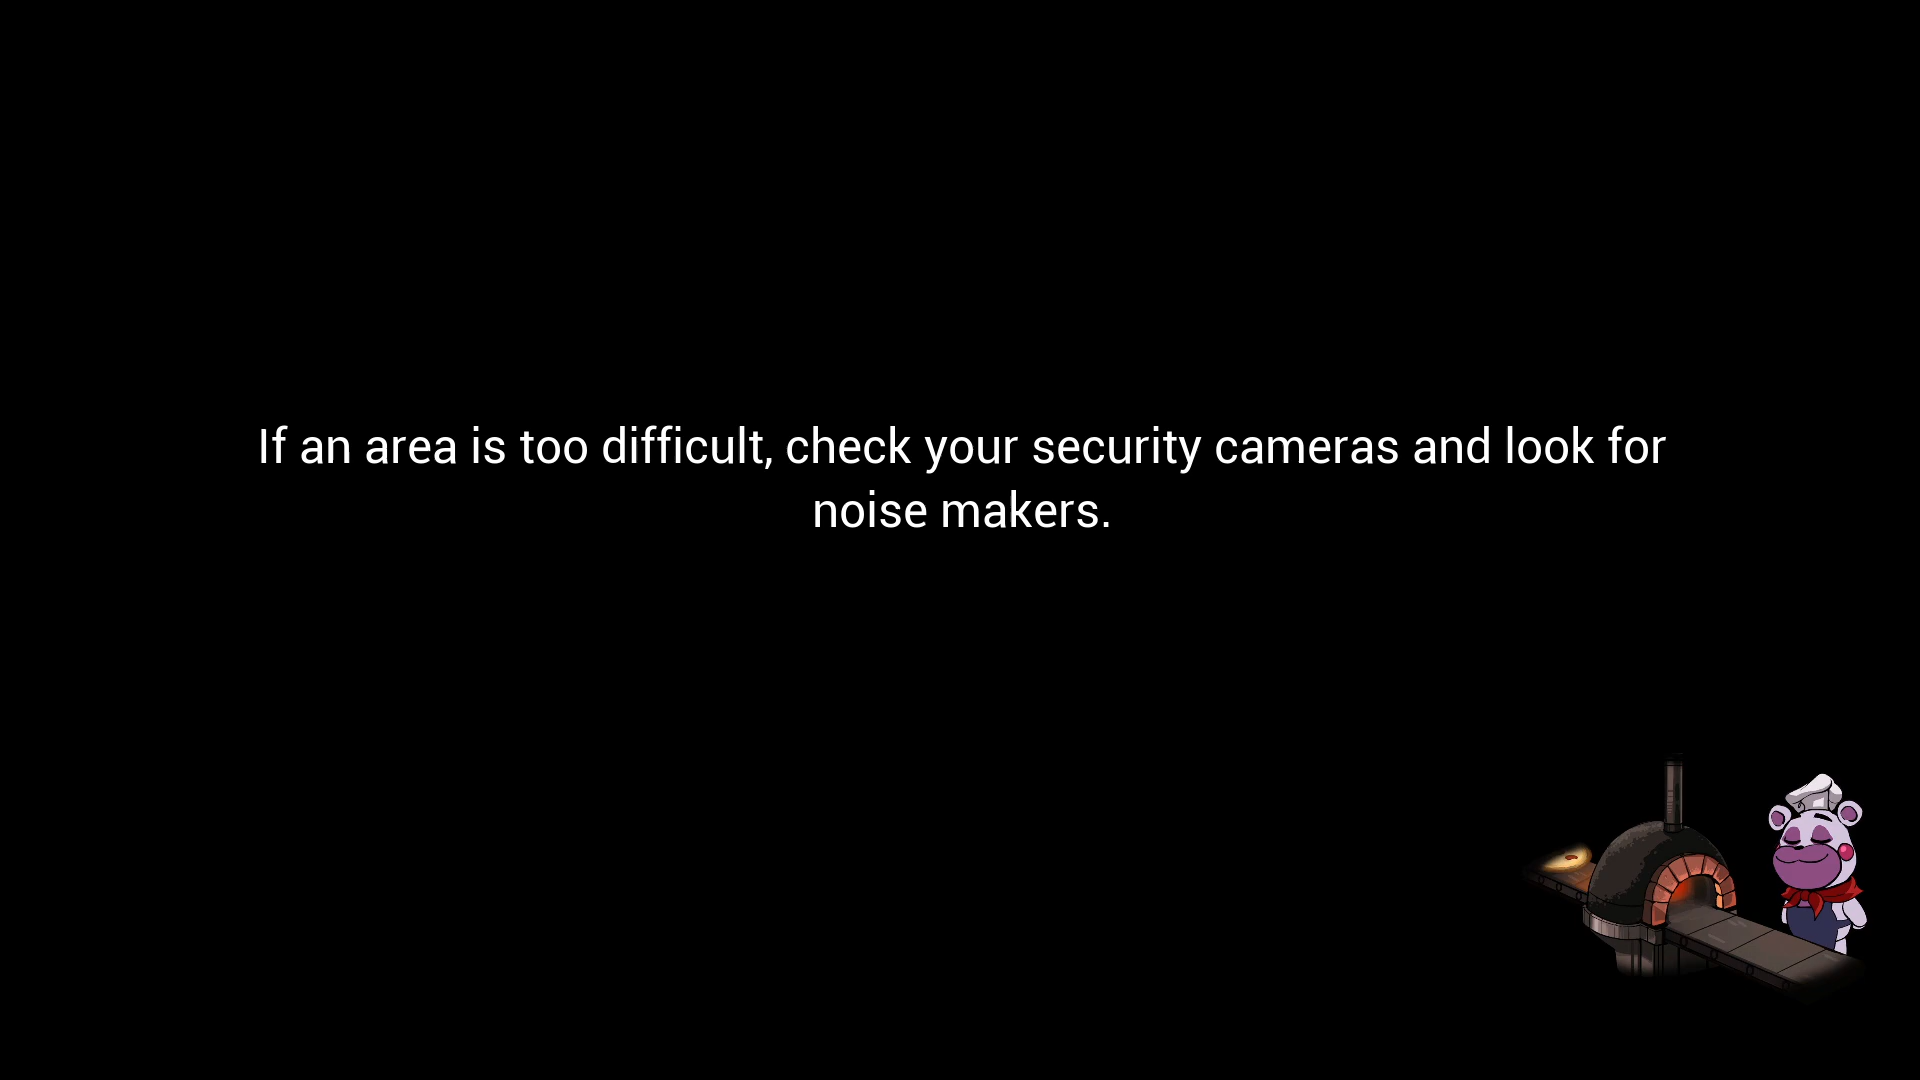 If an area is too difficult, check your security cameras and look for
noise makers.